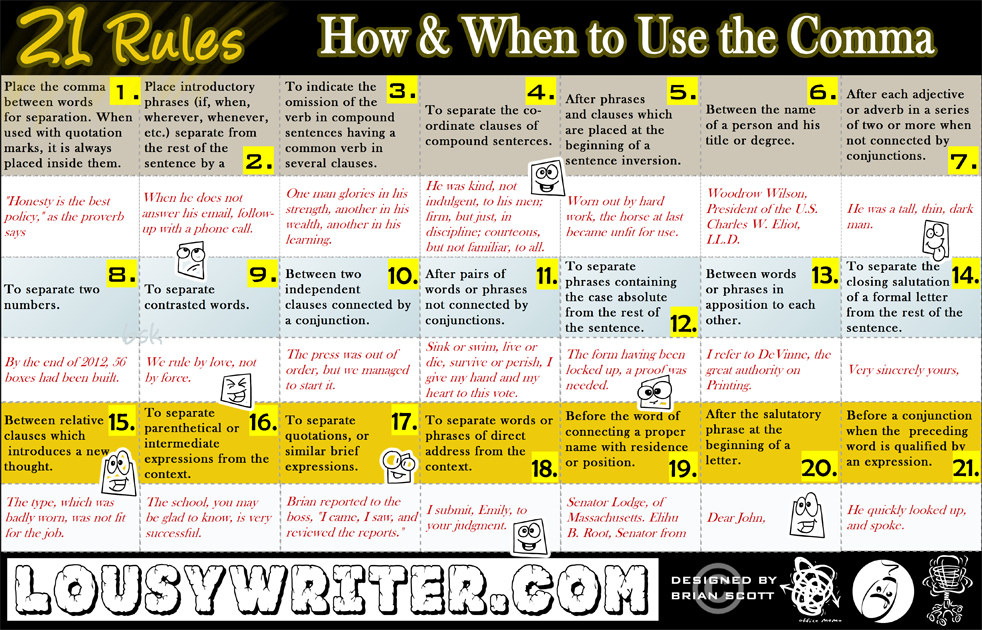 21 Rules
How & When to Use the Comma
1.
Place the comma
between words
for separation. When
used with quotation
marks, it is always
placed inside them.
2.
Place introductory
phrases (if, when,
wherever, whenever,
etc.) separate from
the rest of the
sentence by a
3.
To indicate the
omission of the
verb in compound
sentences having a
common verb in
several clauses.
4.
To separate the co-
ordinate clauses of
compound sentences.
5.
After phrases
and clauses which
are placed at the
beginning of a
sentence inversion.
6.
Between the name
of a person and his
title or degree.
7.
After each adjective
or adverb in a series
of two or more when
not connected by
conjunctions.
"Honesty is the best
policy," as the proverb
says
When he does not
answer his email, follow-
up with a phone call.
One man glories in his
strength, another in his
wealth, another in his
learning.
He was kind, not
indulgent, to his men;
firm, but just, in
discipline; courteous,
but not familiar, to all.
Worn out by hard
work, the horse at last
became unfit for use.
Woodrow Wilson,
President of the U.S.
Charles W. Eliot,
LL.D.
He was a tall, thin, dark
man.
8.
To separate two
numbers.
9.
To separate
contrasted words.
10.
Between two
independent
clauses connected by
a conjunction.
11.
After pairs of
words or phrases
not connected by
conjunctions.
12.
To separate
phrases containing
the case absolute
from the rest of
the sentence.
13.
Between words
or phrases in
apposition to each
other.
14.
To separate the
closing salutation
of a formal letter
from the rest of the
sentence.
By the end of 2012, 56
boxes had been built.
We rule by love, not
by force.
The press was out of
order, but we managed
to start it.
Sink or swim, live or
die, survive or perish, I
give my hand and my
heart to this vote.
The form having been
locked up, a proof was
needed.
I refer to DeVinne, the
great authority on
Printing.
Very sincerely yours,
15.
Between relative
clauses which
introduces a new
thought.
16.
To separate
parenthetical or
intermediate
expressions from the
context.
17.
To separate
quotations, or
similar brief
expressions.
18.
To separate words or
phrases of direct
address from the
context.
19.
Before the word of
connecting a proper
name with residence
or position.
20.
After the salutatory
phrase at the
beginning of a
letter.
21.
Before a conjunction
when the preceding
word is qualified by
an expression.
The type, which was
badly worn, was not fit
for the job.
The school, you may
be glad to know, is very
successful.
Brian reported to the
boss, "I came, I saw, and
reviewed the reports."
I submit, Emily, to
your judgment.
Senator Lodge, of
Massachusetts. Elihu
B. Root, Senator from
Dear John,
He quickly looked up,
and spoke.
LOUSYWRITER.COM
©
DESIGNED BY
BRIAN SCOTT